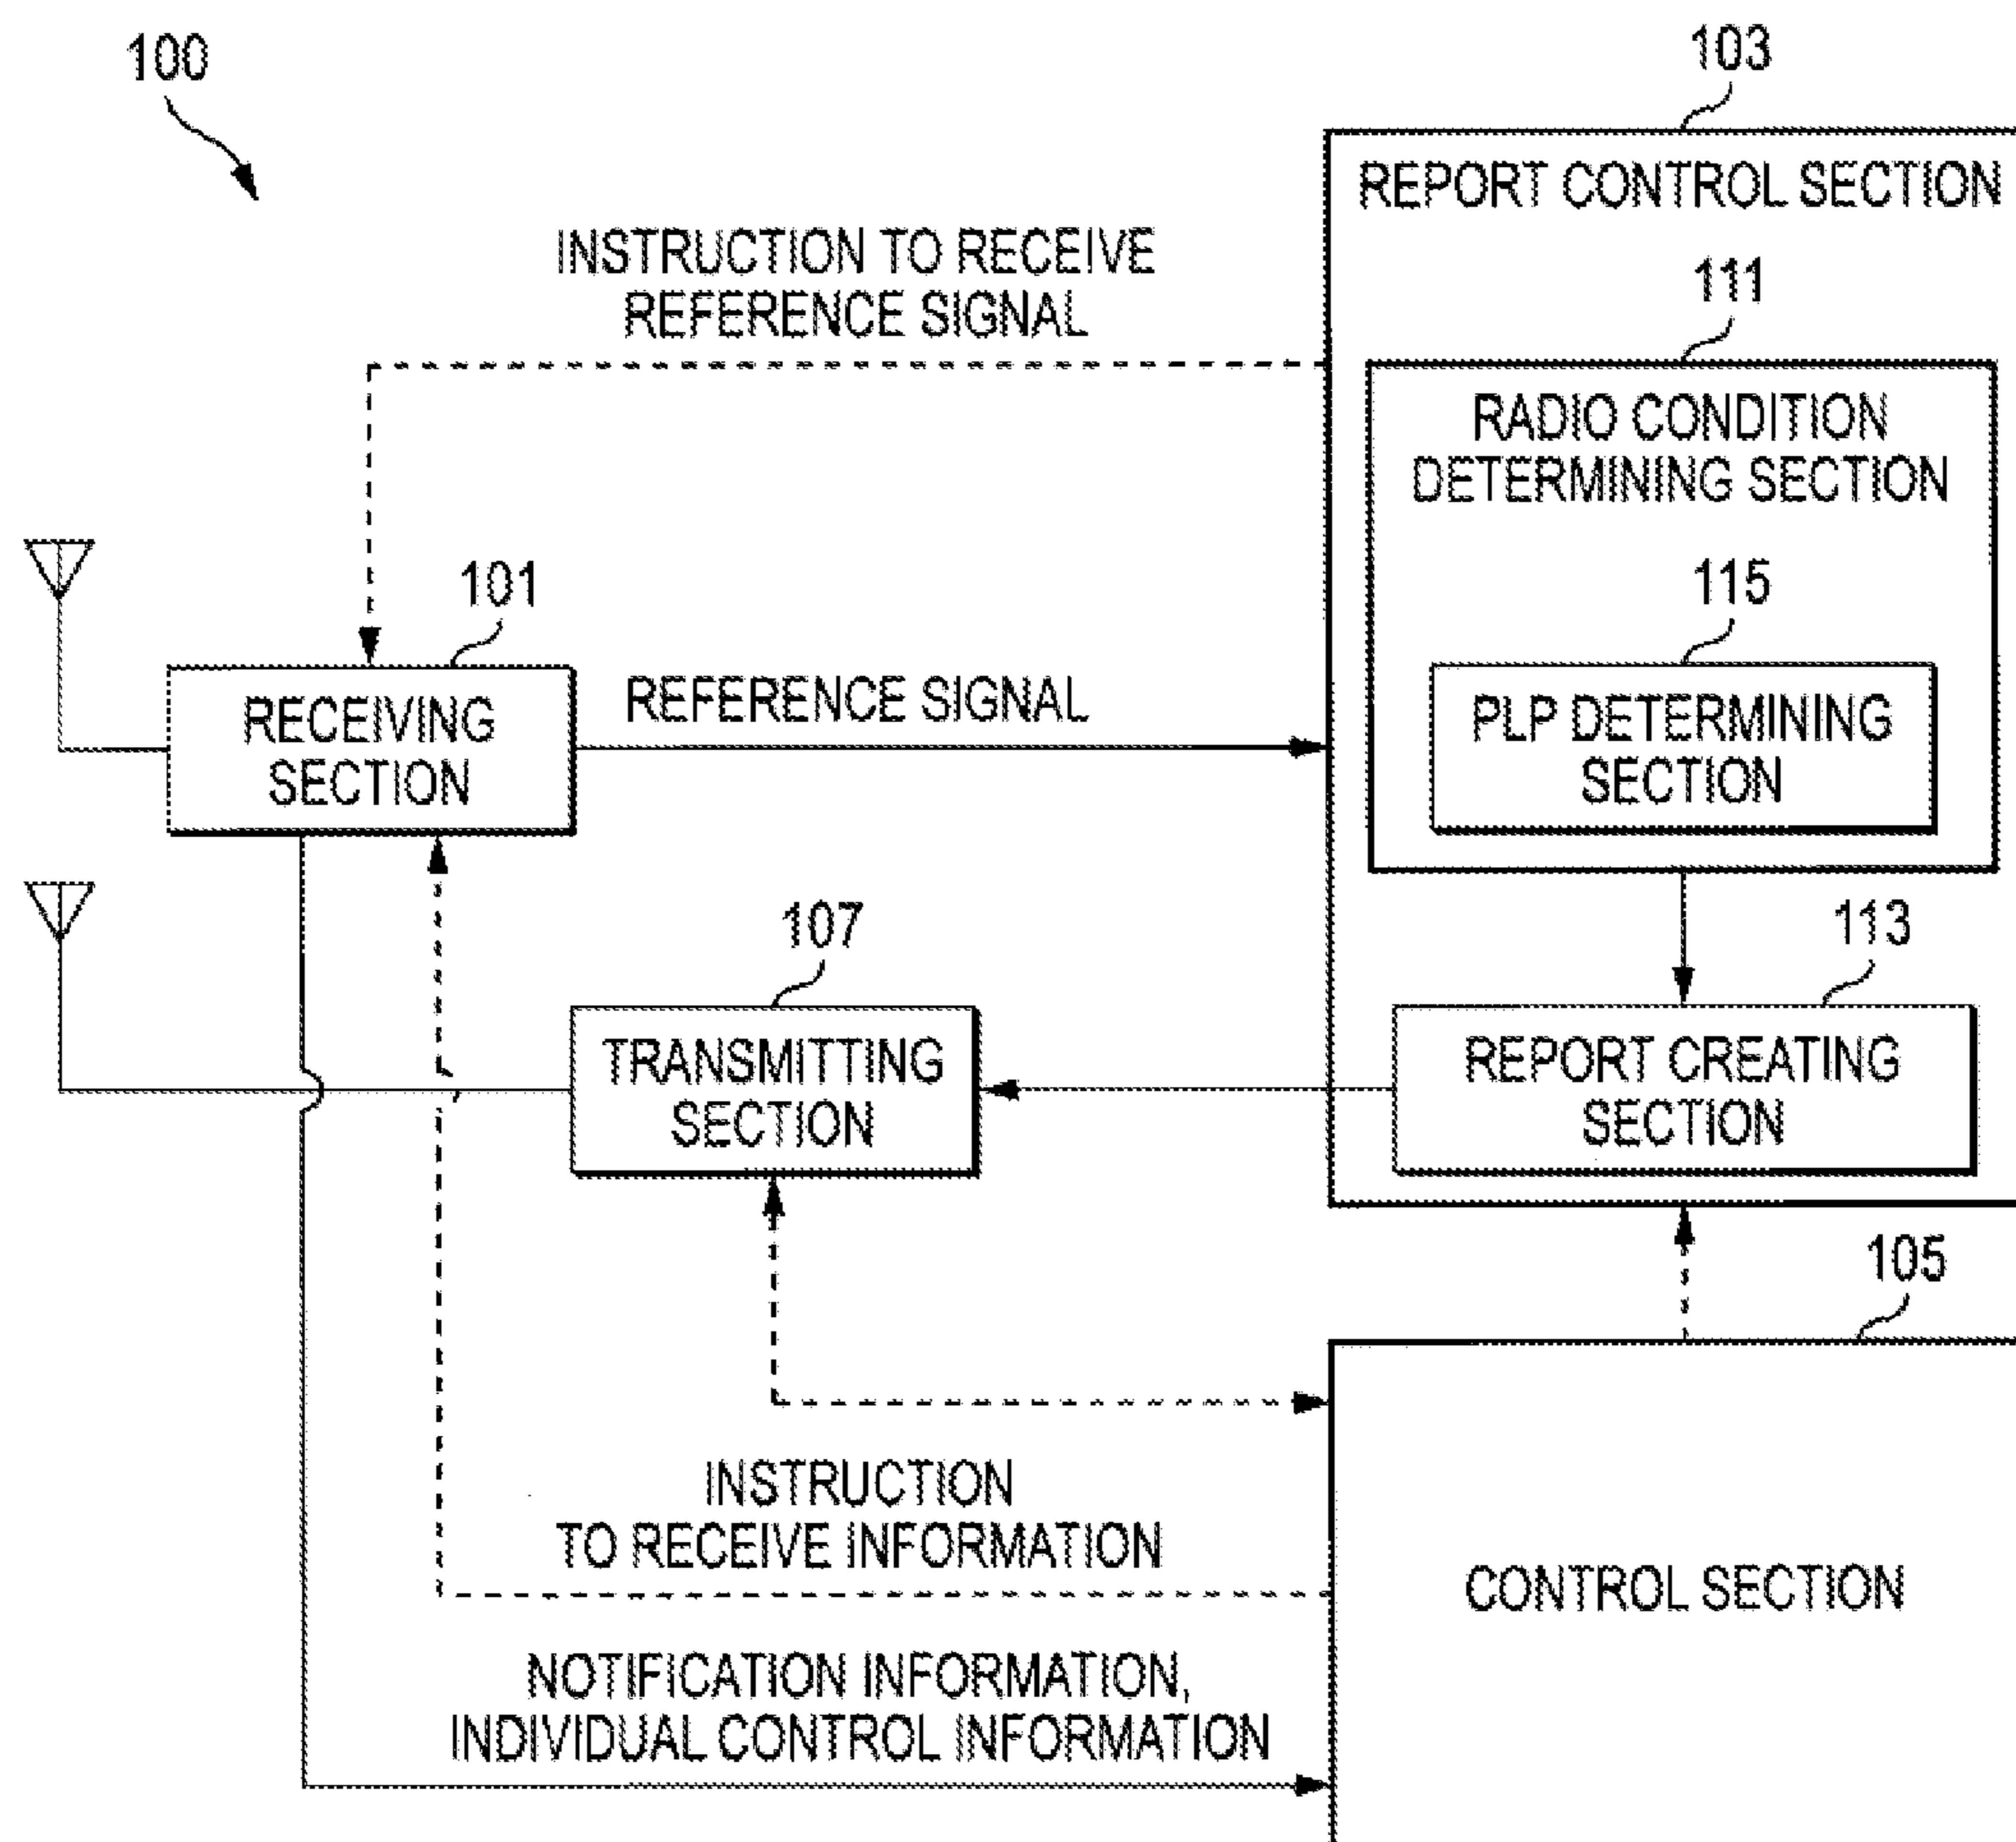 100
103
REPORT CONTROL SECTION
INSTRUCTION TO RECEIVE
REFERENCE SIGNAL
111
RADIO CONDITION
DETERMINING SECTION
101
115
RECEIVING
SECTION
REFERENCE SIGNAL
PLP DETERMINING
SECTION
107
113
TRANSMITTING
SECTION
REPORT CREATING
SECTION
105
INSTRUCTION
TO RECEIVE INFORMATION
CONTROL SECTION
NOTIFICATION INFORMATION,
INDIVIDUAL CONTROL INFORMATION